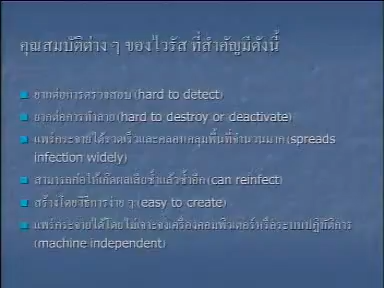 คุณสมบัติต่าง ๆ ของไวรัส ที่สำคัญมีดังนี้
ยากต่อการตรวจสอบ (hard to detect)
ยากต่อการทำลาย (hard to destroy or deactivate)
แพร่กระจายได้รวดเร็วและคลอบคลุมพื้นที่จำนวนมาก (spreads
infection widely)
สามารถก่อให้เกิดผลเสียซ้ำแล้วซ้ำอีก (can reinfect)
สร้างโดยวิธีการง่าย ๆ (easy to create)
แพร่กระจายได้โดยไม่เจาะจงเครื่องคอมพิวเตอร์หรือระบบปฏิบัติการ
(machine independent)